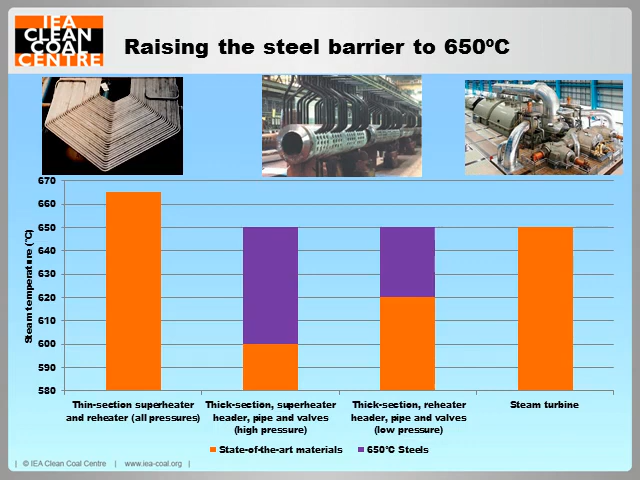 IEA
CLEAN
COAL
CENTRE
Raising the steel barrier to 650ºC
670
660
650
640
630
620
610
600
590
580
Steam temperature (°C)
Thin-section superheater
and reheater (all pressures)
Thick-section, superheater
header, pipe and valves
(high pressure)
Thick-section, reheater
header, pipe and valves
(low pressure)
Steam turbine
State-of-the-art materials
650°C Steels
| © IEA Clean Coal Centre | www.iea-coal.org |